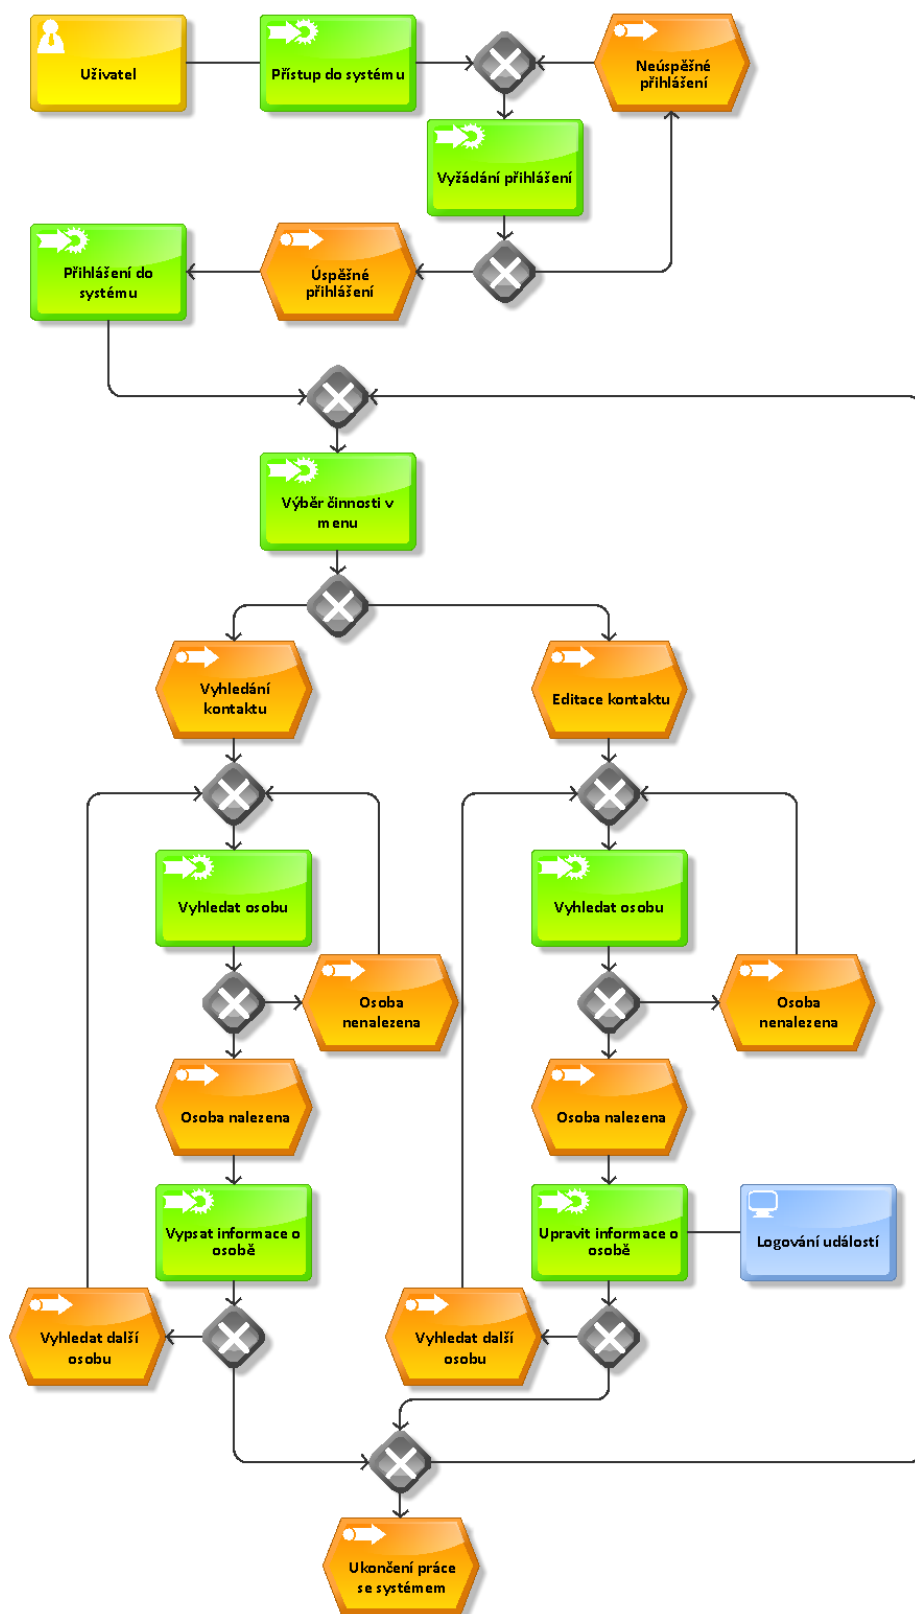 Uživatel
Přístup do systému
Neúspěšné
přihlášení
Vyžádání přihlášení
Přihlášení do
systému
Úspěšné
přihlášení
Výběr činnosti v
menu
Vyhledání
kontaktu
Editace kontaktu
Vyhledat osobu
Vyhledat osobu
Osoba
nenalezena
Osoba
nenalezena
Osoba nalezena
Osoba nalezena
Vypsat informace o
osobě
Upravit informace o
osobě
Logování událostí
Vyhledat další
osobu
Vyhledat další
osobu
Ukončení práce
se systémem